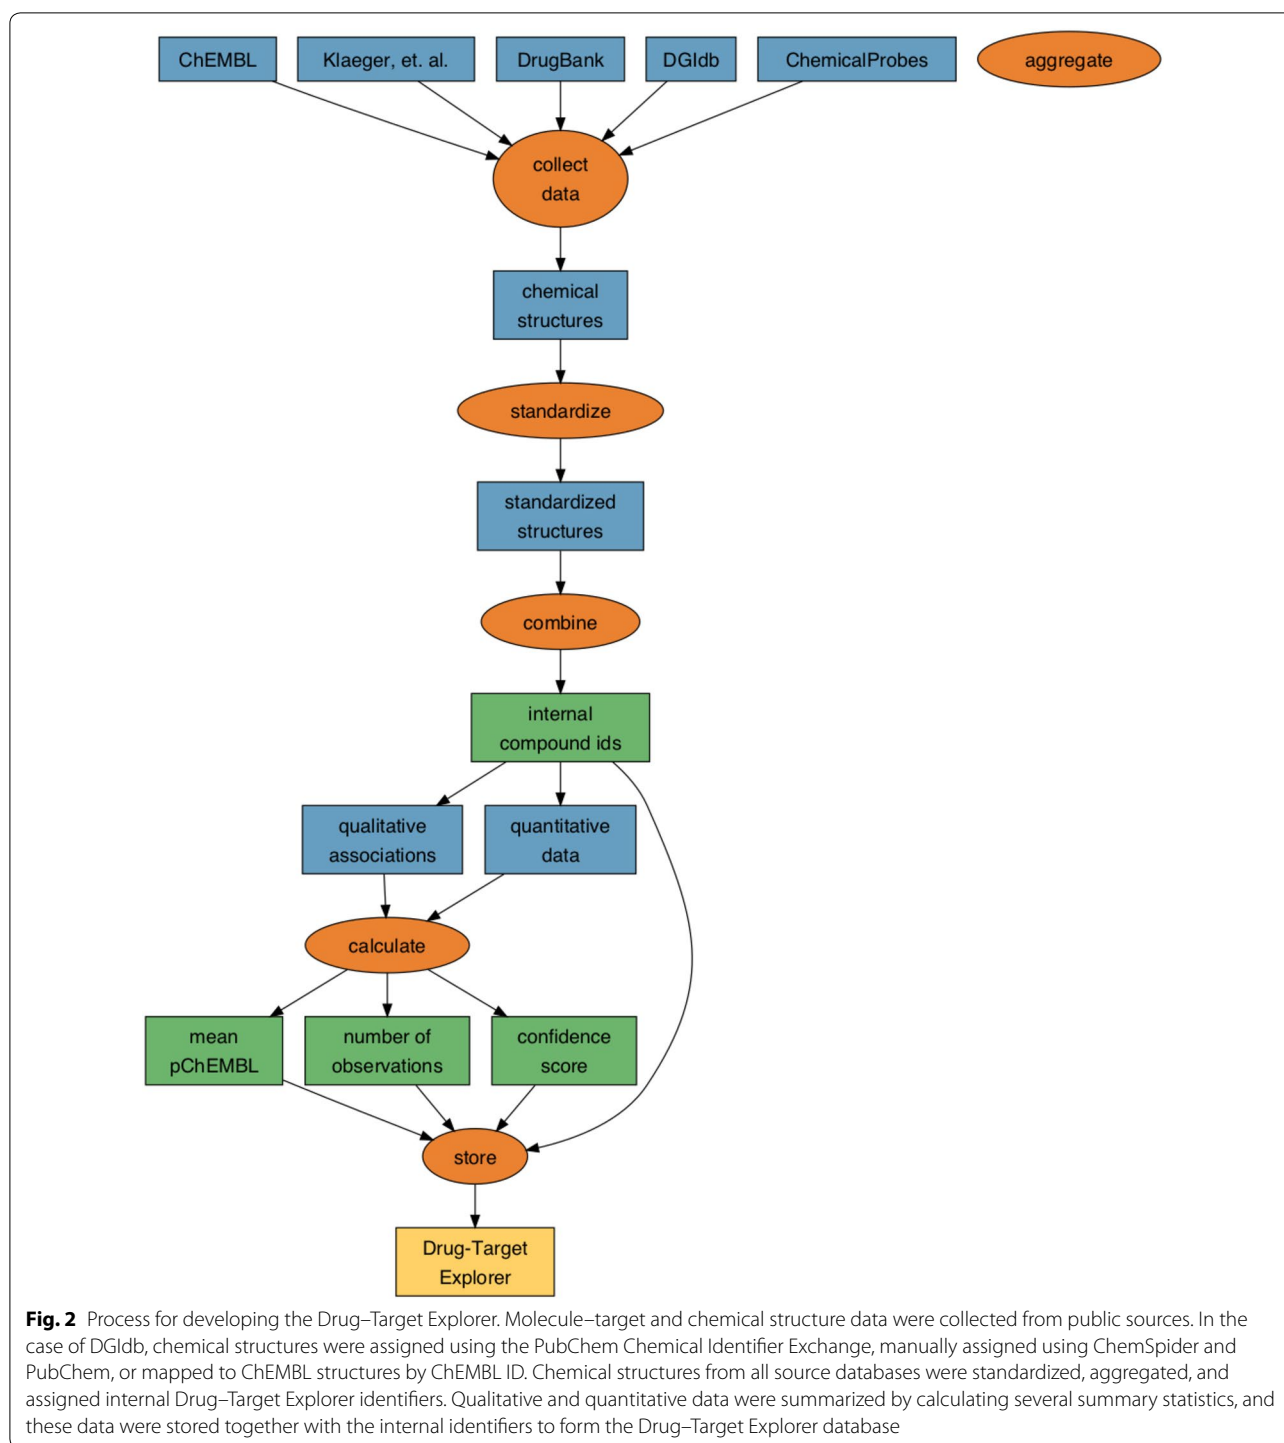 ChEMBL
Klaeger, et. al.
DrugBank
DGIdb
ChemicalProbes
aggregate
collect
data
chemical
structures
standardize
standardized
structures
combine
internal
compound ids
qualitative
associations
quantitative
data
calculate
mean
pChEMBL
number of
observations
confidence
score
store
Drug-Target
Explorer
Fig. 2 Process for developing the Drug–Target Explorer. Molecule–target and chemical structure data were collected from public sources. In the
case of DGIdb, chemical structures were assigned using the PubChem Chemical Identifier Exchange, manually assigned using ChemSpider and
PubChem, or mapped to ChEMBL structures by ChEMBL ID. Chemical structures from all source databases were standardized, aggregated, and
assigned internal Drug–Target Explorer identifiers. Qualitative and quantitative data were summarized by calculating several summary statistics, and
these data were stored together with the internal identifiers to form the Drug–Target Explorer database